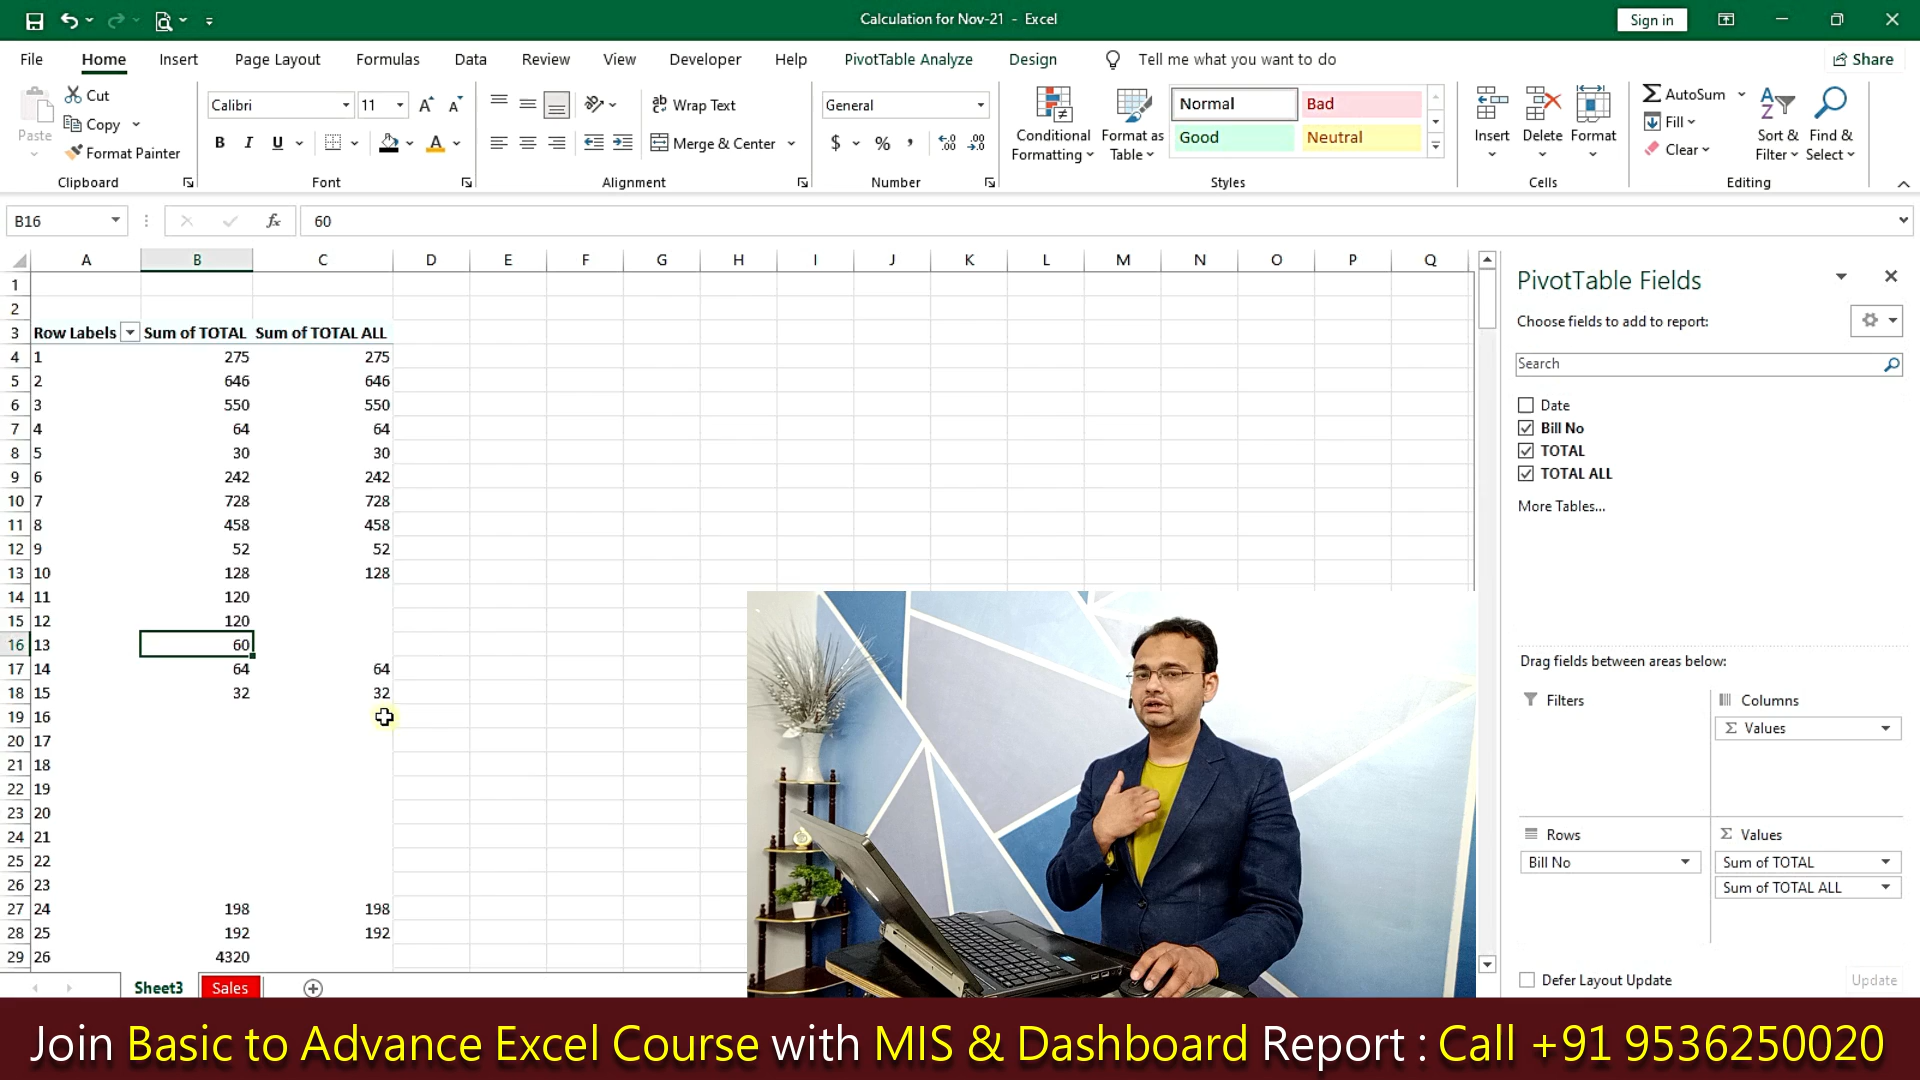 Calculation for Nov-21 - Excel
Sign in
File Home Insert Page Layout Formulas Data Review View Developer Help PivotTable Analyze Design Tell me what you want to do Share
Paste
Cut
Copy
Format Painter
Clipboard
Calibri 11
B I U
Font
Wrap Text
Merge & Center
Alignment
General
$ % ,
Number
Conditional Formatting
Format as Table
Normal Bad
Good Neutral
Styles
Insert Delete Format
Cells
AutoSum
Fill
Clear
Sort & Filter
Find & Select
Editing
B16 fx 60
A B C D E F G H I J K L M N O P Q
1
2
3 Row Labels Sum of TOTAL Sum of TOTAL ALL
4 1 275 275
5 2 646 646
6 3 550 550
7 4 64 64
8 5 30 30
9 6 242 242
10 7 728 728
11 8 458 458
12 9 52 52
13 10 128 128
14 11 120
15 12 120
16 13 60
17 14 64 64
18 15 32 32
19 16
20 17
21 18
22 19
23 20
24 21
25 22
26 23
27 24 198 198
28 25 192 192
29 26 4320
Sheet3 Sales
PivotTable Fields
Choose fields to add to report:
Search
Date
Bill No
TOTAL
TOTAL ALL
More Tables...
Drag fields between areas below:
Filters
Columns
Σ Values
Rows
Bill No
Σ Values
Sum of TOTAL
Sum of TOTAL ALL
Defer Layout Update Update
Join Basic to Advance Excel Course with MIS & Dashboard Report : Call +91 9536250020